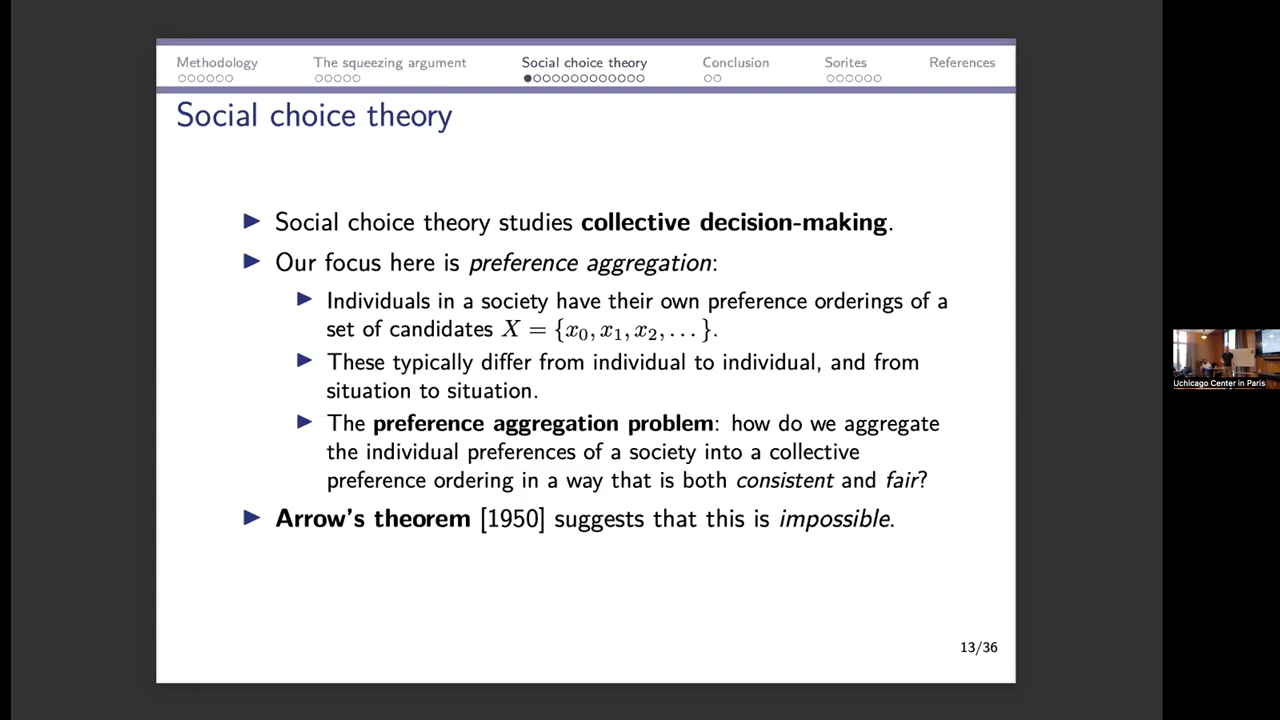 Methodology
The squeezing argument
Social choice theory
Conclusion
Sorites
References
Social choice theory
Social choice theory studies collective decision-making.
Our focus here is preference aggregation:
Individuals in a society have their own preference orderings of a
set of candidates X = {x₀, x₁, x₂, . . . }.
These typically differ from individual to individual, and from
situation to situation.
The preference aggregation problem: how do we aggregate
the individual preferences of a society into a collective
preference ordering in a way that is both consistent and fair?
Arrow's theorem [1950] suggests that this is impossible.
13/36
Uchicago Center in Paris